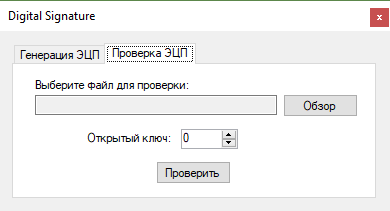 Digital Signature
x
Генерация ЭЦП Проверка ЭЦП
Выберите файл для проверки:
Обзор
Открытый ключ: 0
Проверить